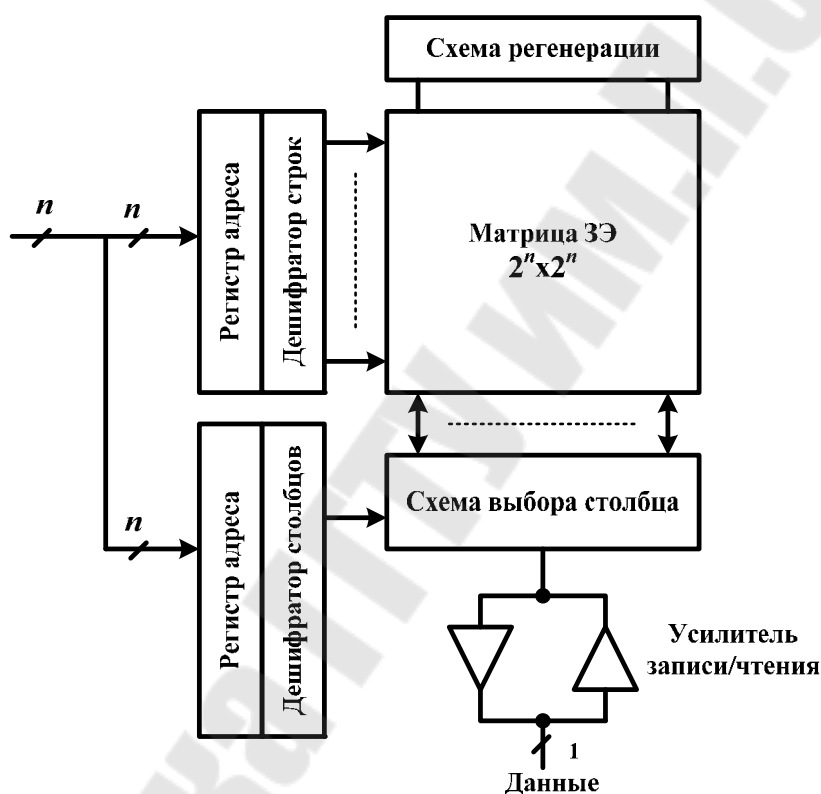 Схема регенерации
n
n
Регистр адреса
Дешифратор строк
Матрица ЗЭ
2ⁿx2ⁿ
n
Регистр адреса
Дешифратор столбцов
Схема выбора столбца
Усилитель
записи/чтения
1
Данные